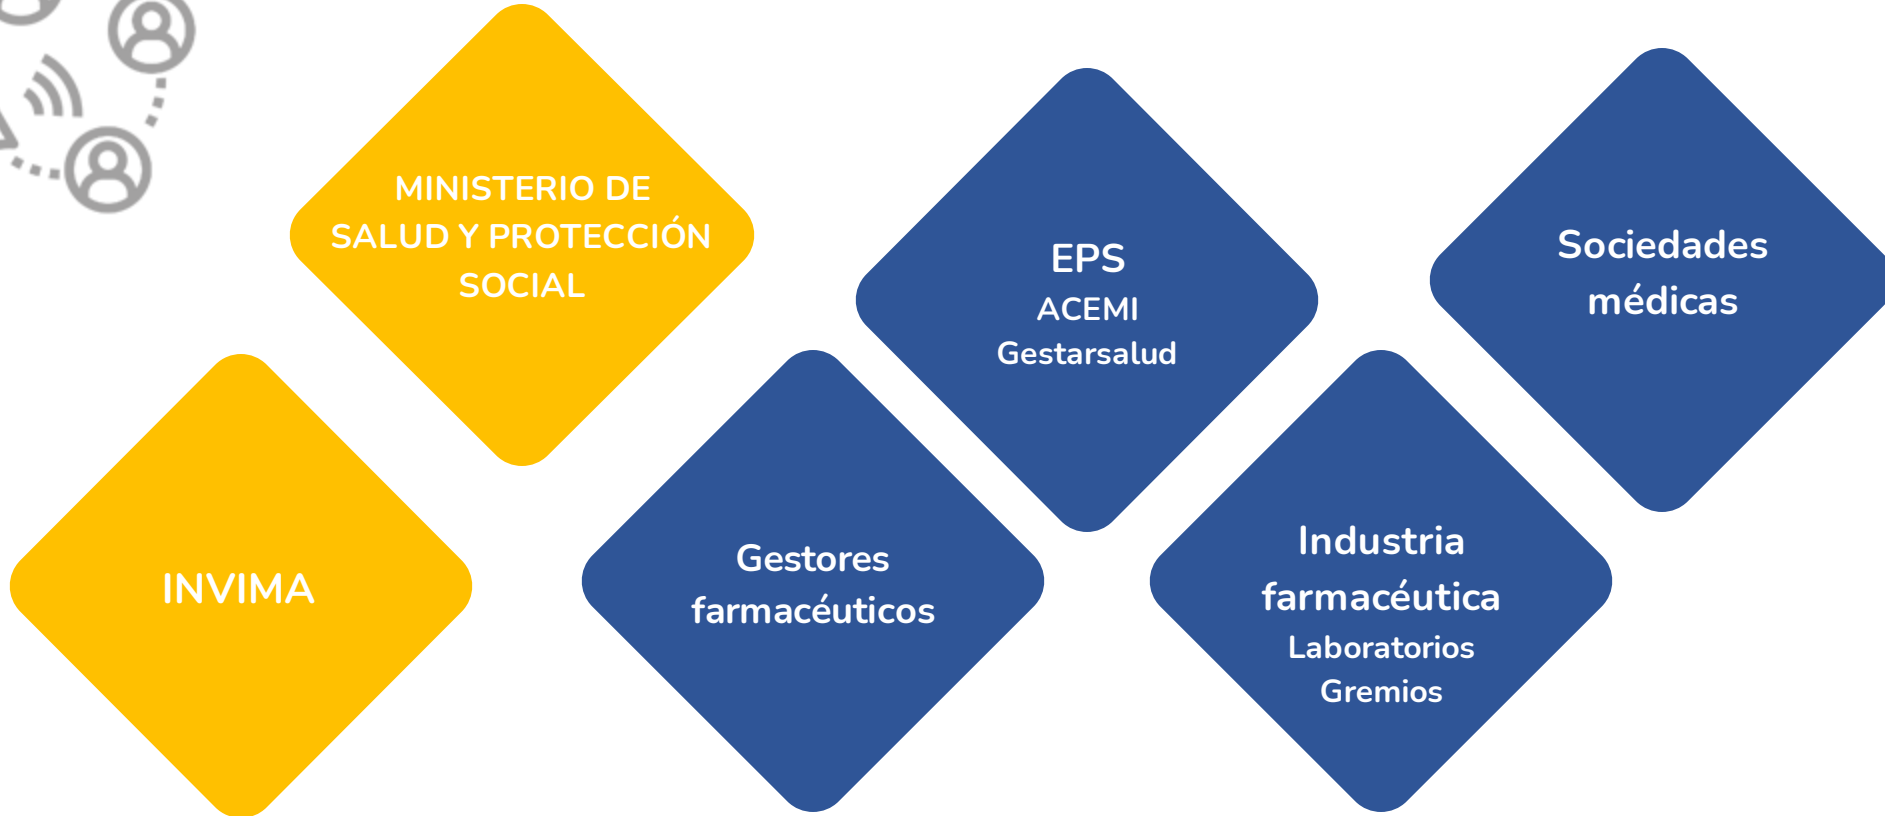 MINISTERIO DE
SALUD Y PROTECCIÓN
SOCIAL
INVIMA
EPS
ACEMI
Gestarsalud
Gestores
farmacéuticos
Sociedades
médicas
Industria
farmacéutica
Laboratorios
Gremios